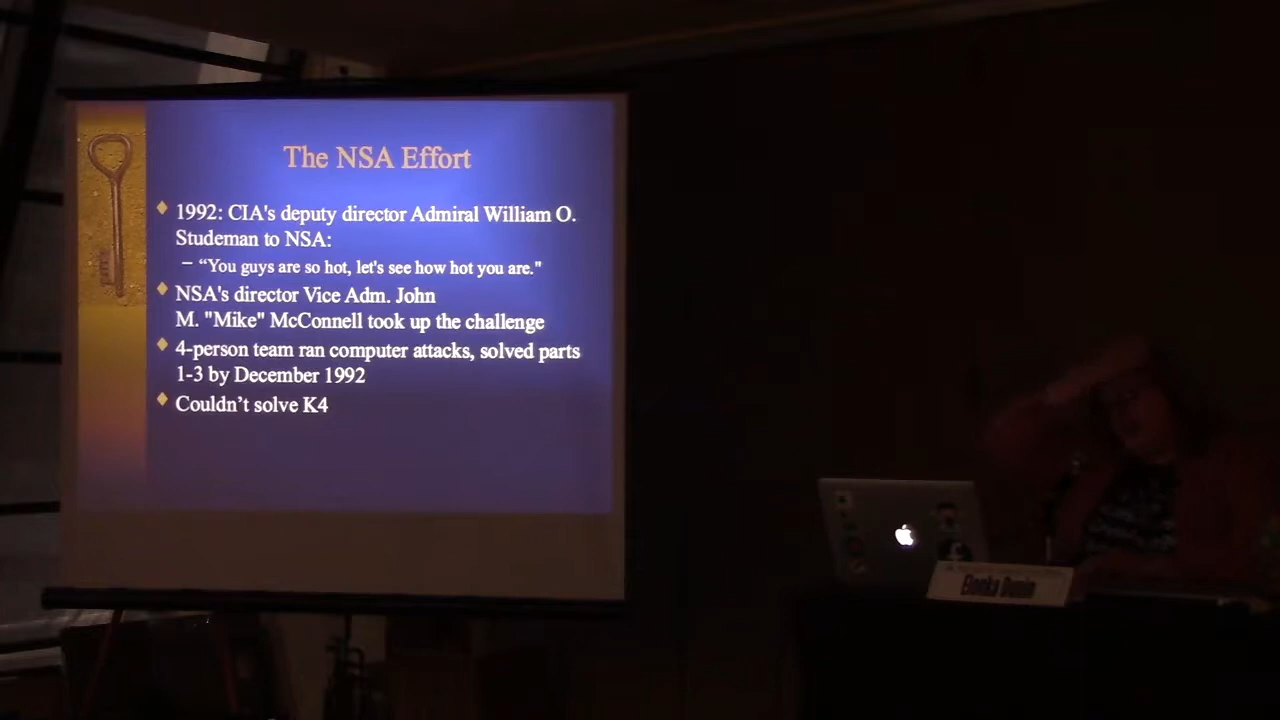 The NSA Effort
1992: CIA's deputy director Admiral William O.
Studeman to NSA:
– “You guys are so hot, let's see how hot you are."
NSA's director Vice Adm. John
M. "Mike" McConnell took up the challenge
4-person team ran computer attacks, solved parts
1-3 by December 1992
Couldn’t solve K4
Elonka Dunin